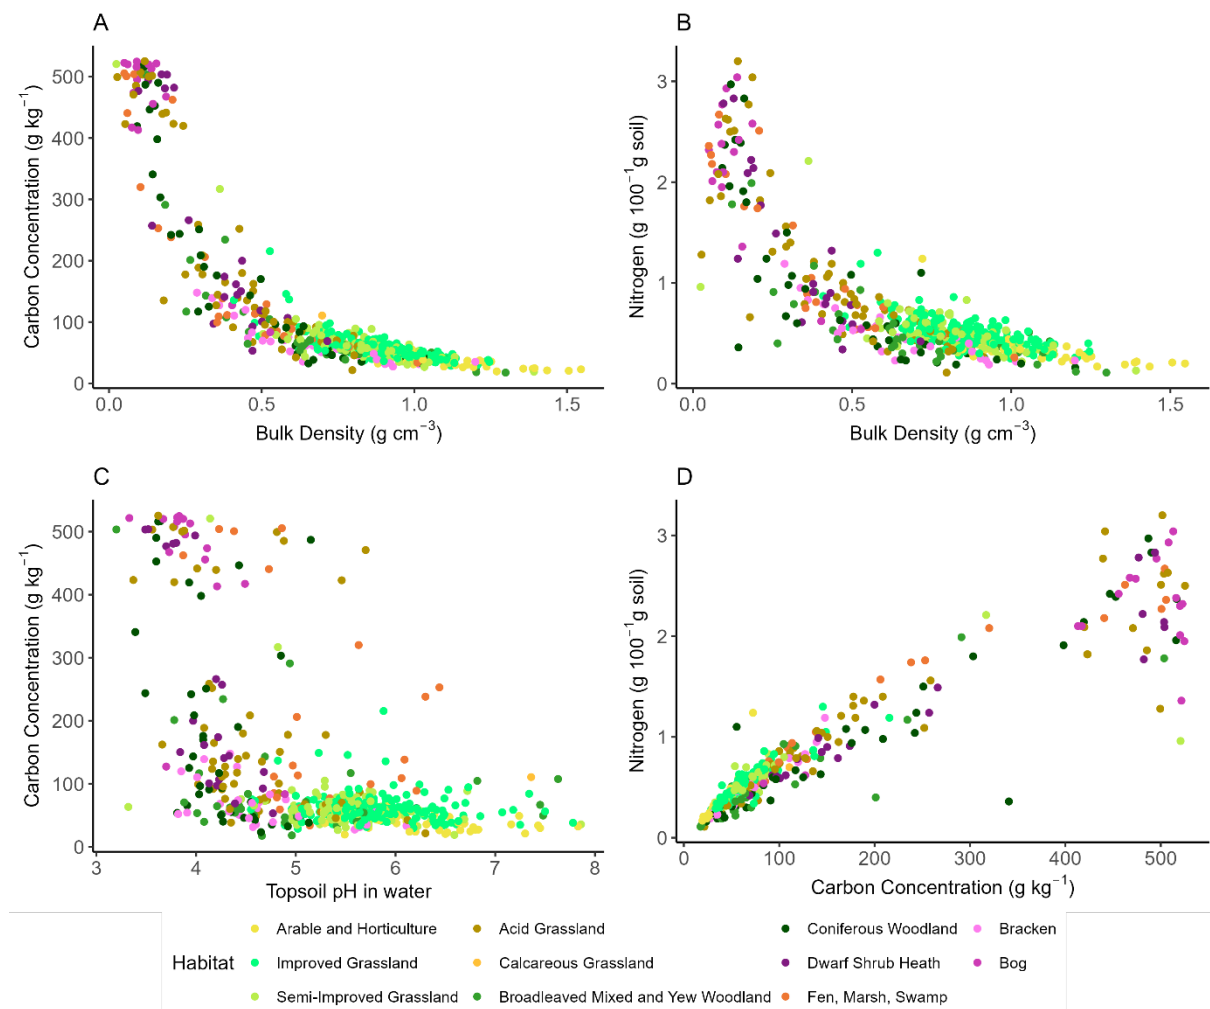 A
B
500
400
300
200
100
0
Carbon Concentration (g kg⁻¹)
0.0 0.5 1.0 1.5
Bulk Density (g cm⁻³)
3
2
1
0
Nitrogen (g 100⁻¹g soil)
0.0 0.5 1.0 1.5
Bulk Density (g cm⁻³)
C
D
500
400
300
200
100
0
Carbon Concentration (g kg⁻¹)
3 4 5 6 7 8
Topsoil pH in water
3
2
1
0
Nitrogen (g 100⁻¹g soil)
0 100 200 300 400 500
Carbon Concentration (g kg⁻¹)
Habitat
Arable and Horticulture
Improved Grassland
Semi-Improved Grassland
Acid Grassland
Calcareous Grassland
Broadleaved Mixed and Yew Woodland
Coniferous Woodland
Dwarf Shrub Heath
Fen, Marsh, Swamp
Bracken
Bog